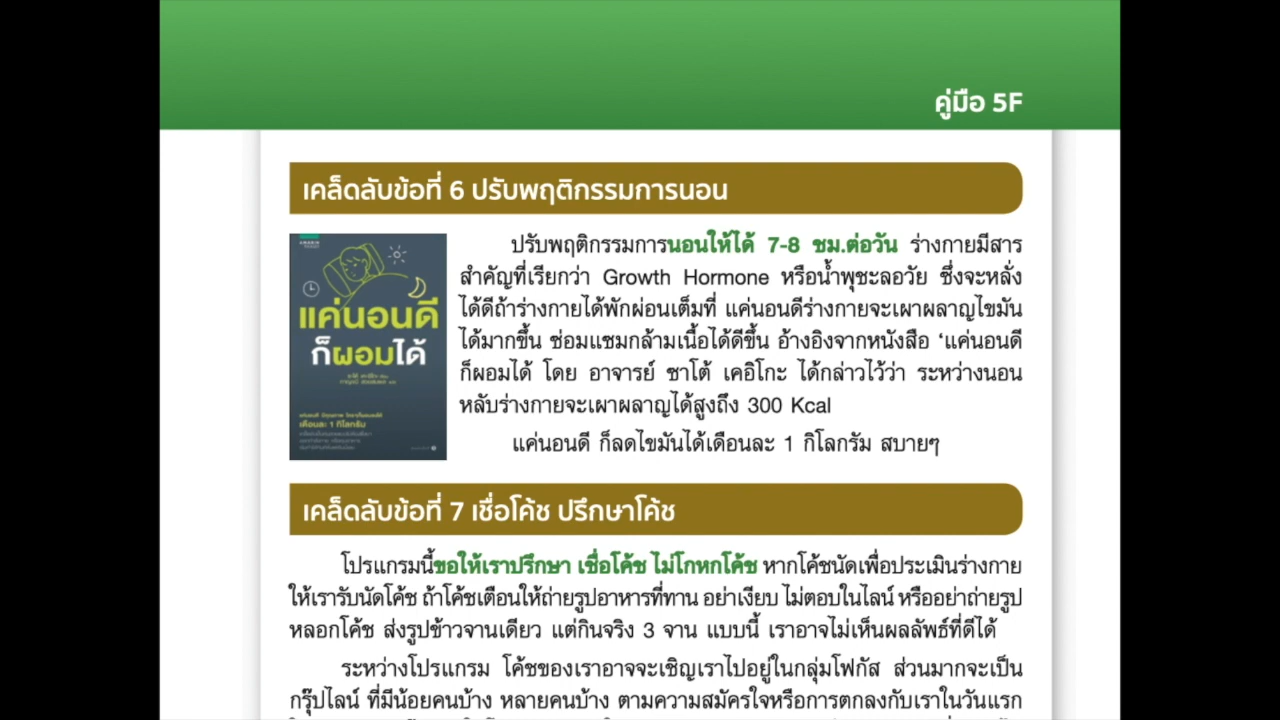 คู่มือ 5F
เคล็ดลับข้อที่ 6 ปรับพฤติกรรมการนอน
แค่นอนดี
ก็ผอมได้
เดือนละ 1 กิโลกรัม
ปรับพฤติกรรมการนอนให้ได้ 7-8 ชม.ต่อวัน ร่างกายมีสาร
สำคัญที่เรียกว่า Growth Hormone หรือน้ำพุชะลอวัย ซึ่งจะหลั่ง
ได้ดีถ้าร่างกายได้พักผ่อนเต็มที่ แค่นอนดีร่างกายจะเผาผลาญไขมัน
ได้มากขึ้น ซ่อมแซมกล้ามเนื้อได้ดีขึ้น อ้างอิงจากหนังสือ ‘แค่นอนดี
ก็ผอมได้ โดย อาจารย์ ซาโต้ เคอิโกะ ได้กล่าวไว้ว่า ระหว่างนอน
หลับร่างกายจะเผาผลาญได้สูงถึง 300 Kcal
แค่นอนดี ก็ลดไขมันได้เดือนละ 1 กิโลกรัม สบายๆ
เคล็ดลับข้อที่ 7 เชื่อโค้ช ปรึกษาโค้ช
โปรแกรมนี้ขอให้เราปรึกษา เชื่อโค้ช ไม่โกหกโค้ช หากโค้ชนัดเพื่อประเมินร่างกาย
ให้เรารับนัดโค้ช ถ้าโค้ชเตือนให้ถ่ายรูปอาหารที่ทาน อย่าเงียบ ไม่ตอบในไลน์ หรืออย่าถ่ายรูป
หลอกโค้ช ส่งรูปข้าวจานเดียว แต่กินจริง 3 จาน แบบนี้ เราอาจไม่เห็นผลลัพธ์ที่ดีได้
ระหว่างโปรแกรม โค้ชของเราอาจจะเชิญเราไปอยู่ในกลุ่มโฟกัส ส่วนมากจะเป็น
กรุ๊ปไลน์ ที่มีน้อยคนบ้าง หลายคนบ้าง ตามความสมัครใจหรือการตกลงกับเราในวันแรก